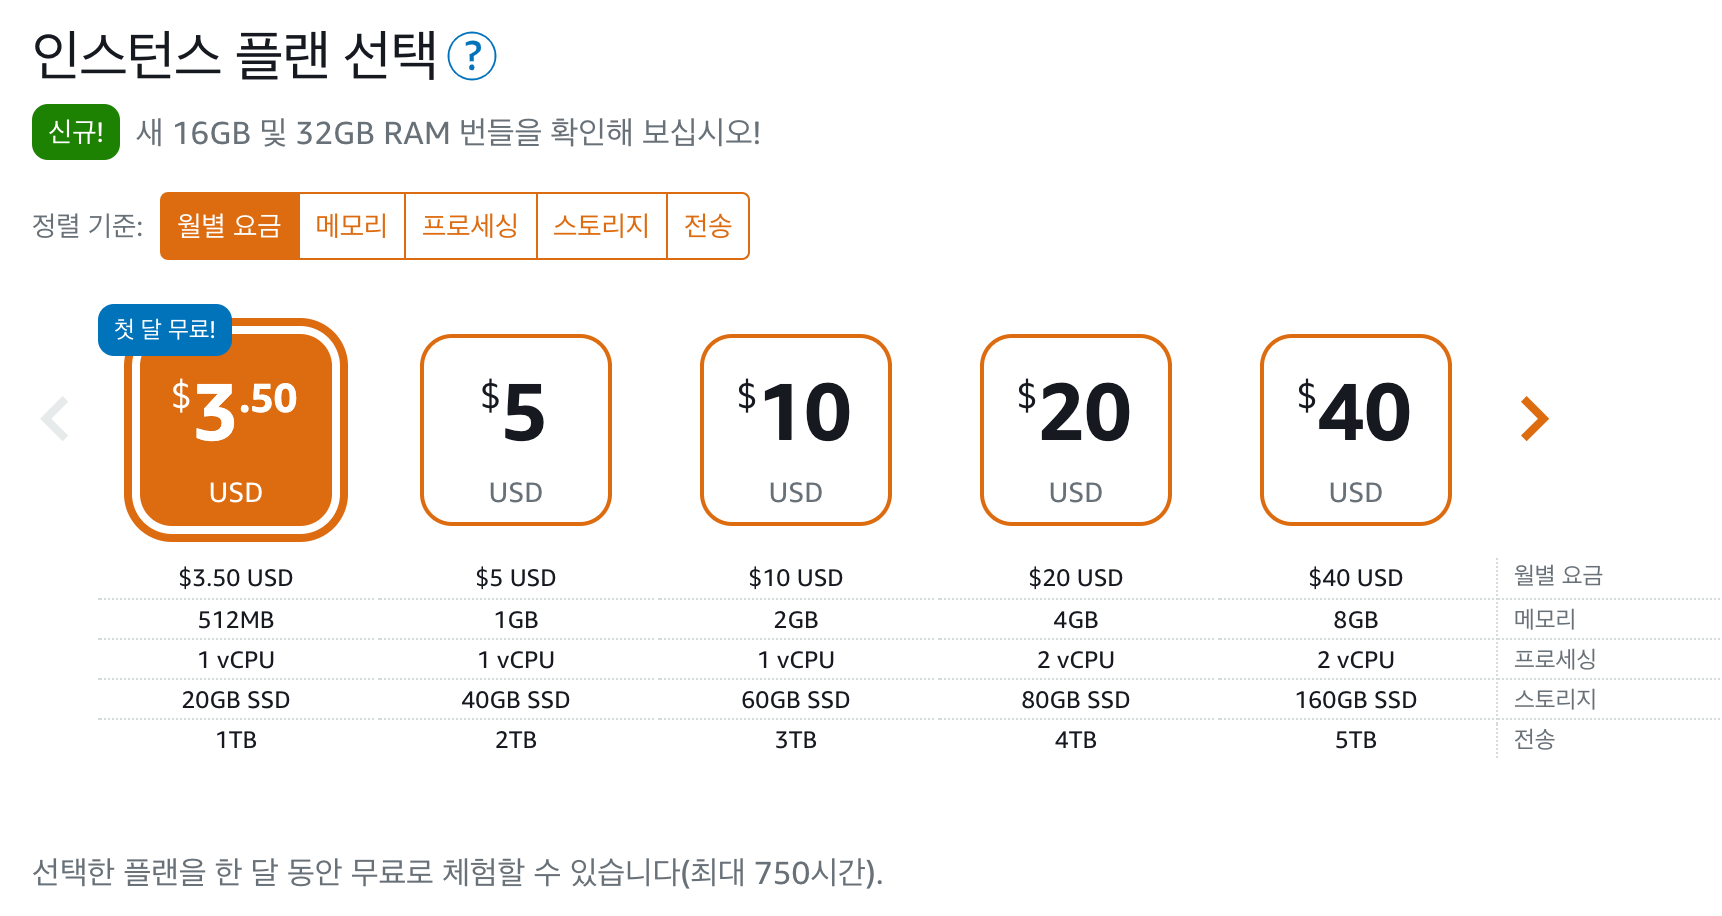 인스턴스 플랜 선택 ?
신규! 새 16GB 및 32GB RAM 번들을 확인해 보십시오!
정렬 기준: 월별 요금 메모리 프로세싱 스토리지 전송
첫 달 무료!
$3.50 $5 $10 $20 $40
USD USD USD USD USD
$3.50 USD $5 USD $10 USD $20 USD $40 USD 월별 요금
512MB 1GB 2GB 4GB 8GB 메모리
1 vCPU 1 vCPU 1 vCPU 2 vCPU 2 vCPU 프로세싱
20GB SSD 40GB SSD 60GB SSD 80GB SSD 160GB SSD 스토리지
1TB 2TB 3TB 4TB 5TB 전송
선택한 플랜을 한 달 동안 무료로 체험할 수 있습니다(최대 750시간).